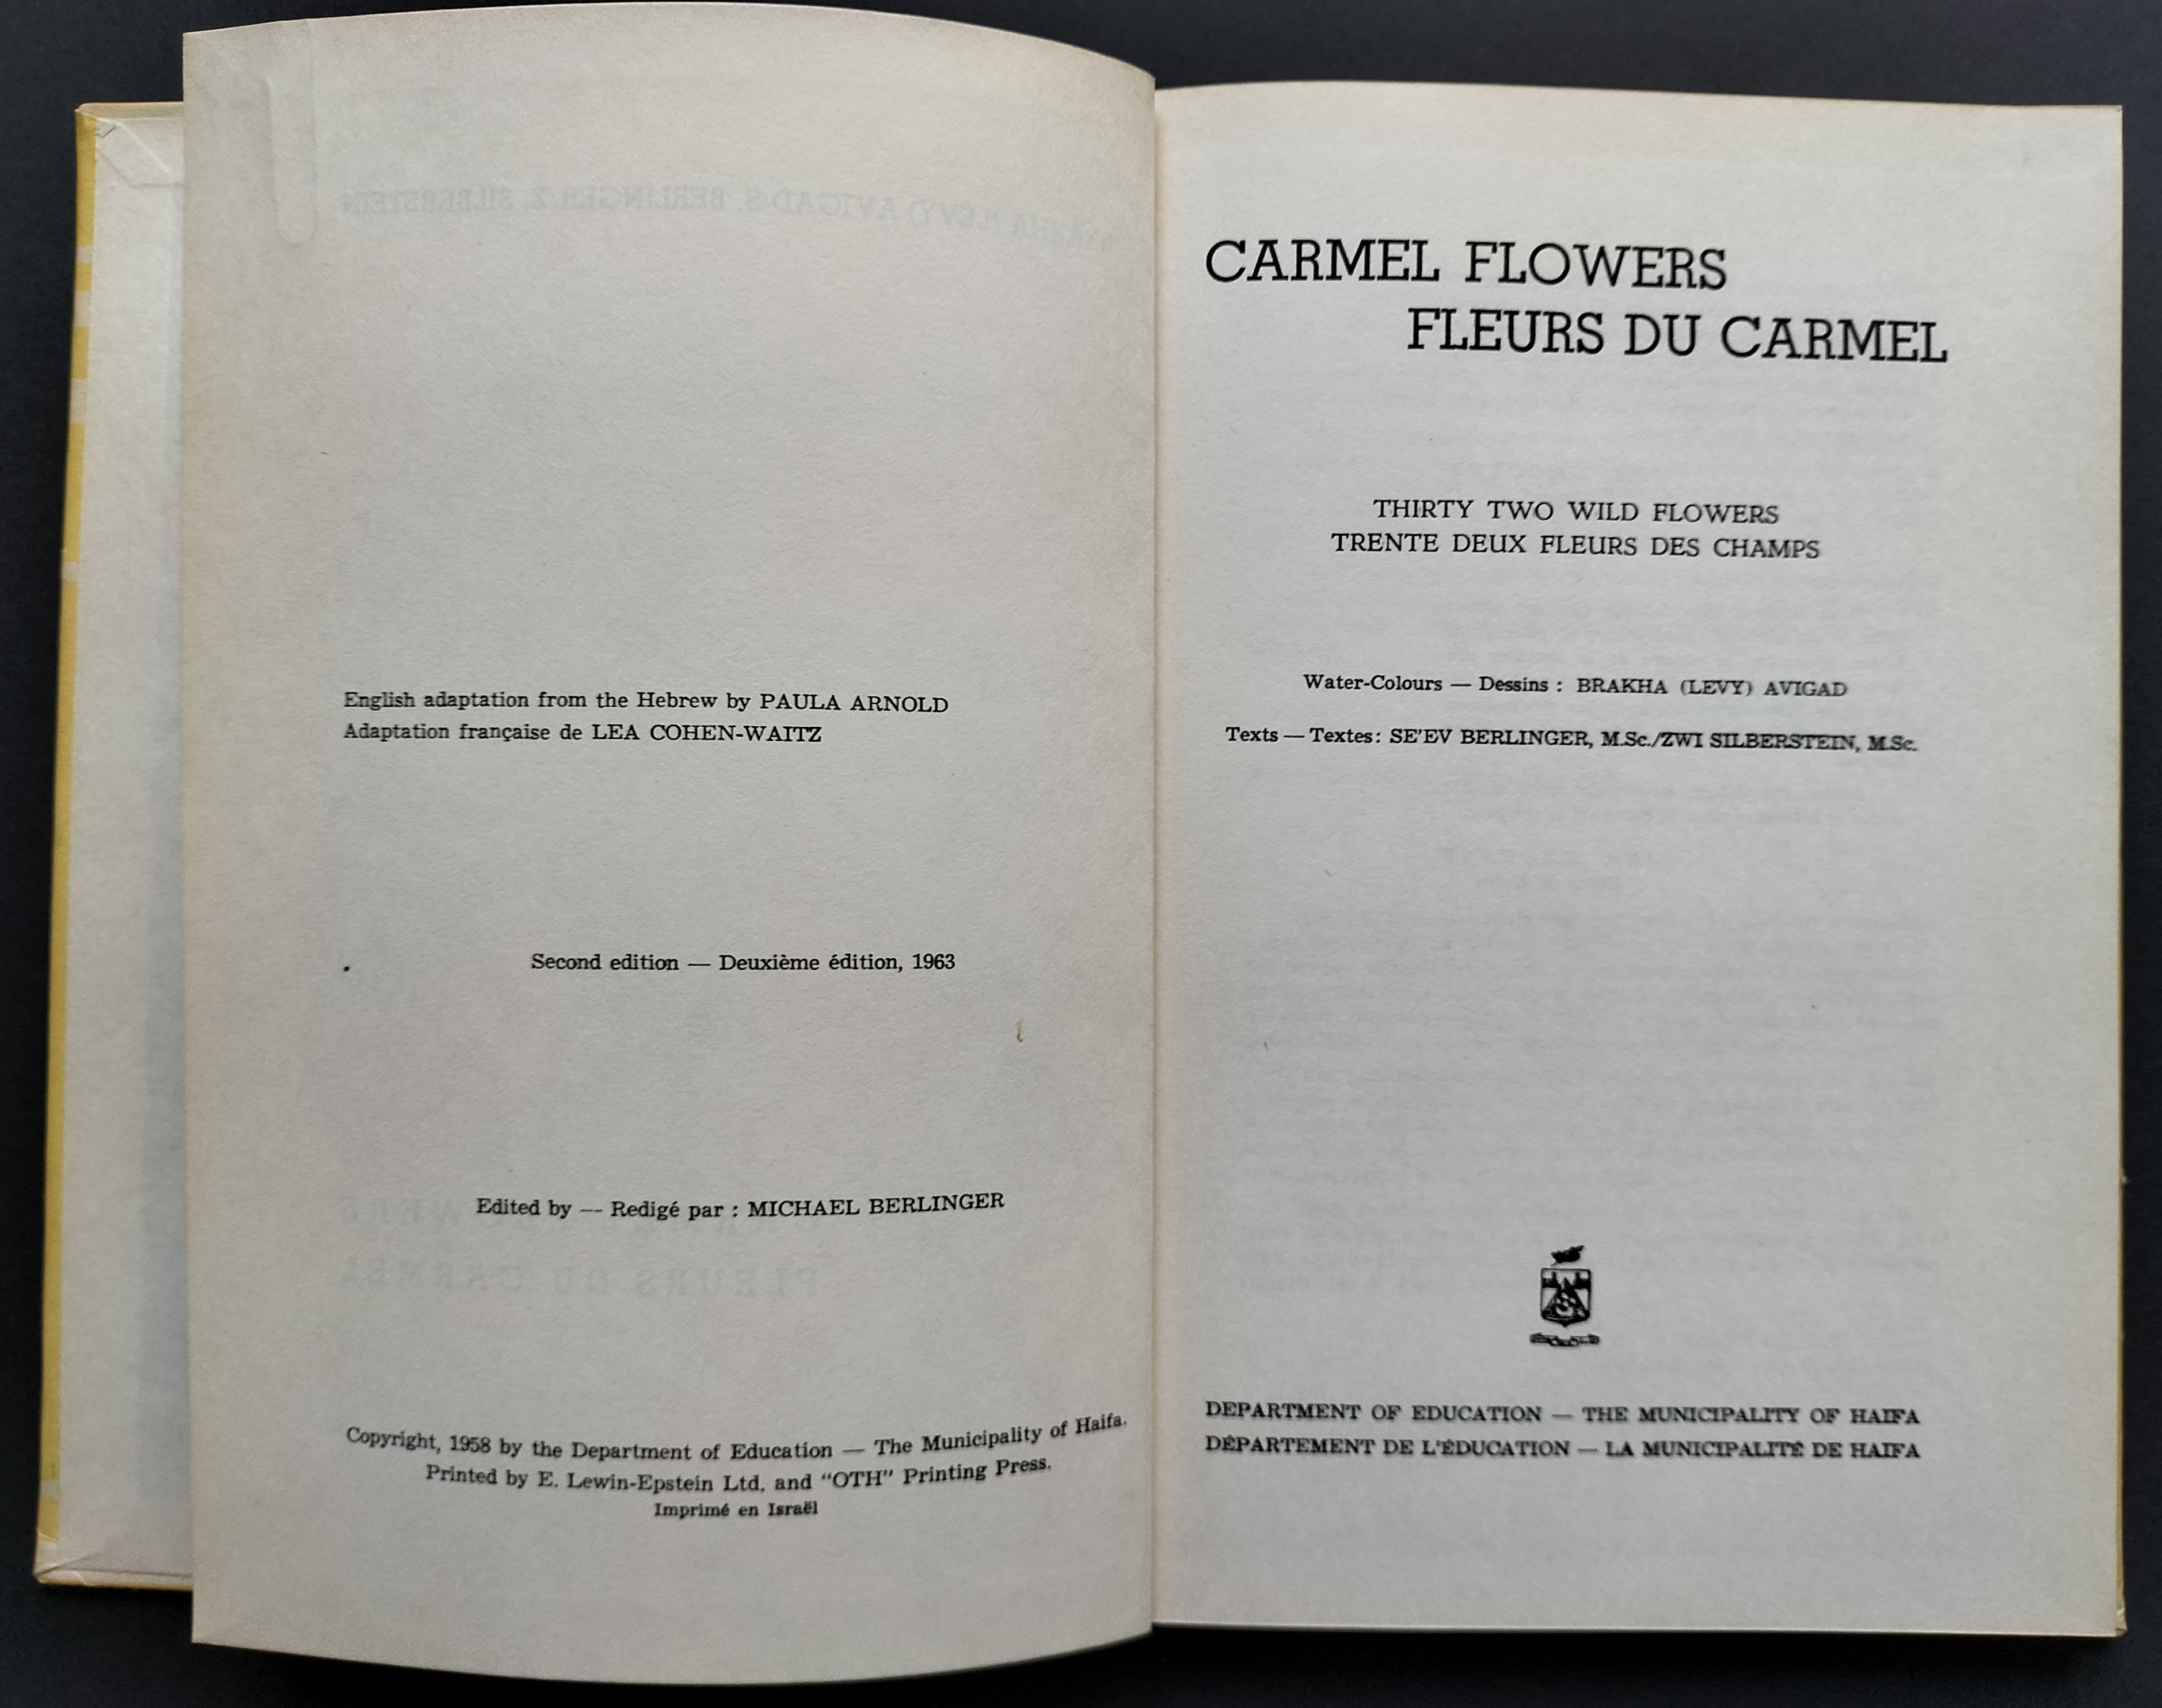 English adaptation from the Hebrew by PAULA ARNOLD
Adaptation française de LEA COHEN-WAITZ
Second edition — Deuxième édition, 1963
Edited by — Redigé par : MICHAEL BERLINGER
Copyright, 1958 by the Department of Education — The Municipality of Haifa.
Printed by E. Lewin-Epstein Ltd. and “OTH” Printing Press.
Imprimé en Israël
CARMEL FLOWERS
FLEURS DU CARMEL
THIRTY TWO WILD FLOWERS
TRENTE DEUX FLEURS DES CHAMPS
Water-Colours — Dessins : BRAKHA (LEVY) AVIGAD
Texts — Textes: SE'EV BERLINGER, M.Sc./ZWI SILBERSTEIN, M.Sc.
DEPARTMENT OF EDUCATION — THE MUNICIPALITY OF HAIFA
DÉPARTEMENT DE L'ÉDUCATION — LA MUNICIPALITÉ DE HAIFA